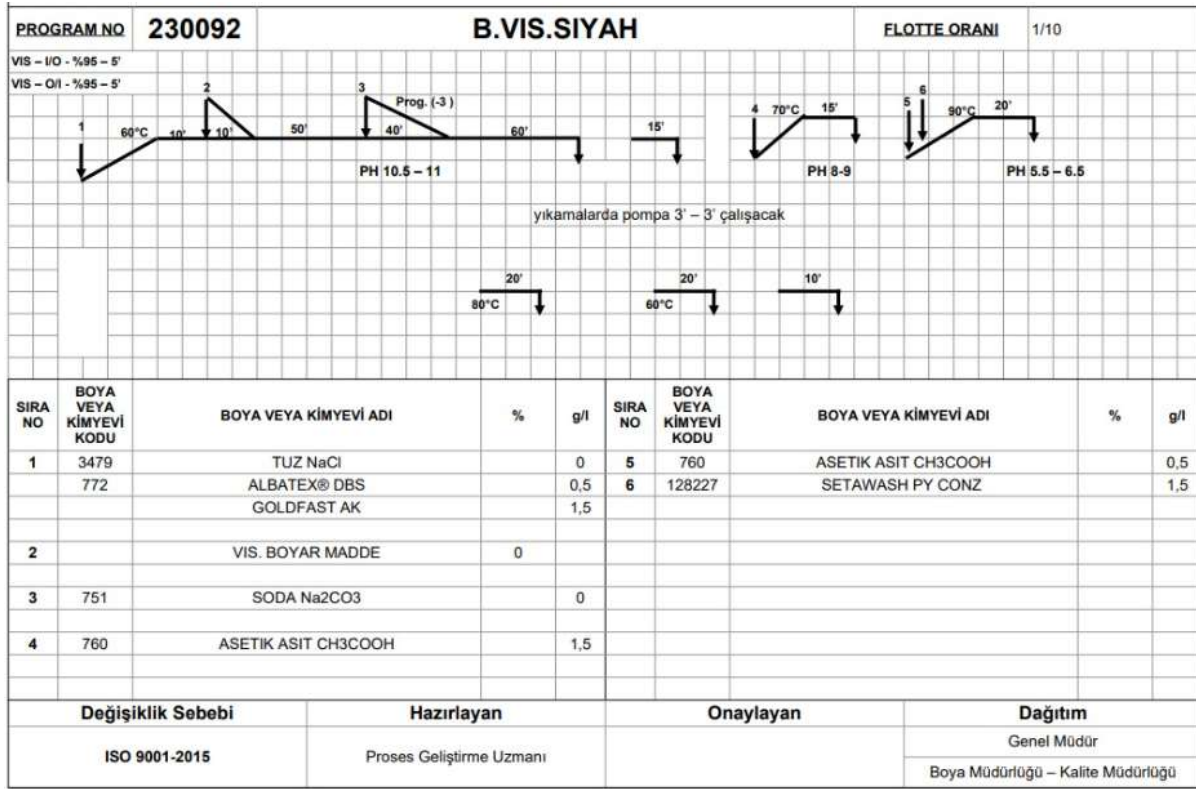 PROGRAM NO 230092 B.VIS.SIYAH FLOTTE ORANI 1/10
VIS – I/O - %95 – 5'
VIS – O/I - %95 – 5'
1 60°C 10' 2 10' 50' 3 Prog. (-3 ) 40' 60' 15' 4 70°C 15' 5 6 90°C 20'
PH 10.5 – 11 PH 8-9 PH 5.5 – 6.5
yıkamalarda pompa 3' – 3' çalışacak
20' 20' 10'
80°C 60°C
SIRA NO BOYA VEYA KİMYEVİ KODU BOYA VEYA KİMYEVİ ADI % g/l SIRA NO BOYA VEYA KİMYEVİ KODU BOYA VEYA KİMYEVİ ADI % g/l
1 3479 TUZ NaCl 0 5 760 ASETIK ASIT CH3COOH 0,5
772 ALBATEX® DBS 0,5 6 128227 SETAWASH PY CONZ 1,5
GOLDFAST AK 1,5
2 VIS. BOYAR MADDE 0
3 751 SODA Na2CO3 0
4 760 ASETIK ASIT CH3COOH 1,5
Değişiklik Sebebi Hazırlayan Onaylayan Dağıtım
ISO 9001-2015 Proses Geliştirme Uzmanı Genel Müdür
Boya Müdürlüğü – Kalite Müdürlüğü